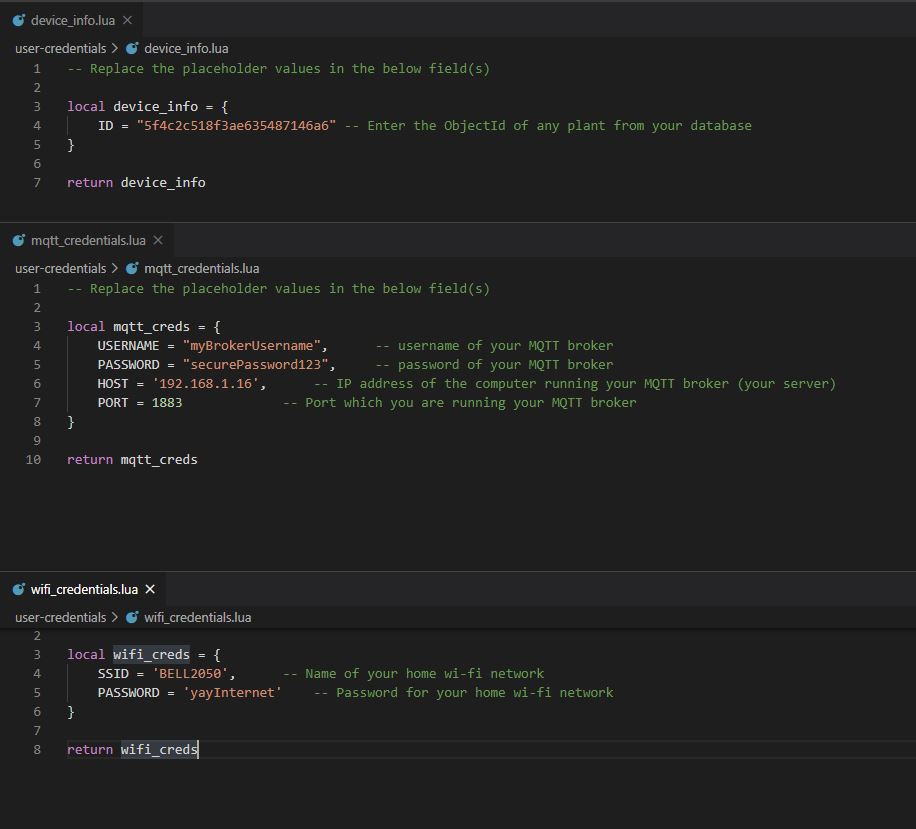 device_info.lua ×
user-credentials > device_info.lua
1 -- Replace the placeholder values in the below field(s)
2
3 local device_info = {
4 ID = "5f4c2c518f3ae635487146a6" -- Enter the ObjectId of any plant from your database
5 }
6
7 return device_info
mqtt_credentials.lua ×
user-credentials > mqtt_credentials.lua
1 -- Replace the placeholder values in the below field(s)
2
3 local mqtt_creds = {
4 USERNAME = "myBrokerUsername", -- username of your MQTT broker
5 PASSWORD = "securePassword123", -- password of your MQTT broker
6 HOST = '192.168.1.16', -- IP address of the computer running your MQTT broker (your server)
7 PORT = 1883 -- Port which you are running your MQTT broker
8 }
9
10 return mqtt_creds
wifi_credentials.lua ×
user-credentials > wifi_credentials.lua
2
3 local wifi_creds = {
4 SSID = 'BELL2050', -- Name of your home wi-fi network
5 PASSWORD = 'yayInternet' -- Password for your home wi-fi network
6 }
7
8 return wifi_creds